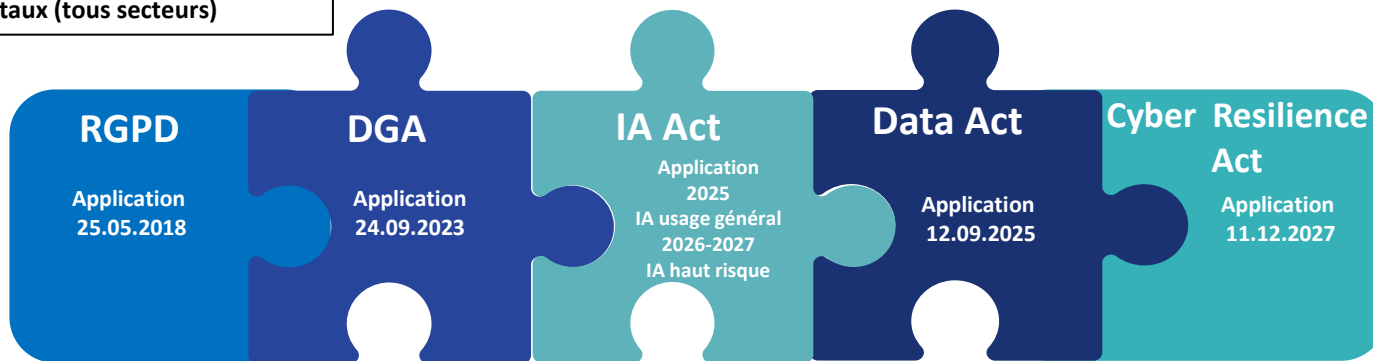 taux (tous secteurs)
RGPD
Application
25.05.2018
DGA
Application
24.09.2023
IA Act
Application
2025
IA usage général
2026-2027
IA haut risque
Data Act
Application
12.09.2025
Cyber Resilience
Act
Application
11.12.2027